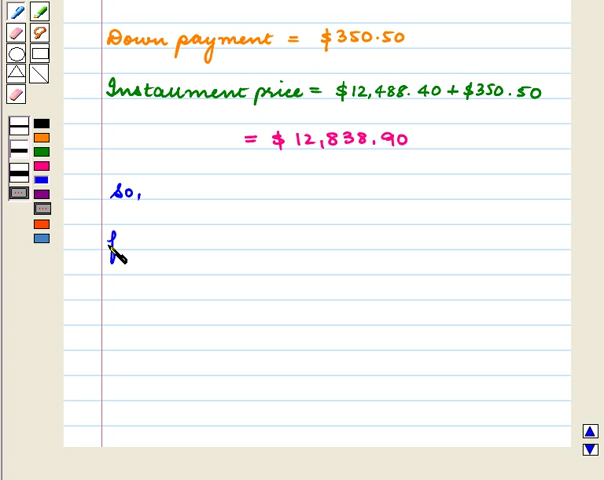 Down payment = $350.50
Instaument price = $12,488.40 + $350.50
= $12,838.90
so,
f